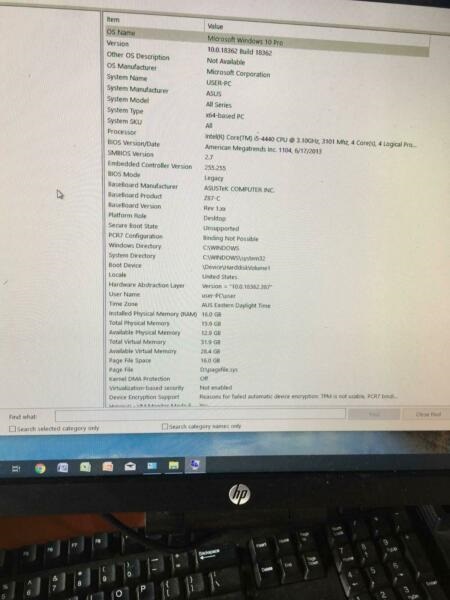 Item Value
OS Name Microsoft Windows 10 Pro
Version 10.0.18362 Build 18362
Other OS Description Not Available
OS Manufacturer Microsoft Corporation
System Name USER-PC
System Manufacturer ASUS
System Model All Series
System Type x64-based PC
System SKU All
Processor Intel(R) Core(TM) i5-4440 CPU @ 3.10GHz, 3101 Mhz, 4 Core(s), 4 Logical Pro...
BIOS Version/Date American Megatrends Inc. 1104, 6/17/2013
SMBIOS Version 2.7
Embedded Controller Version 255.255
BIOS Mode Legacy
BaseBoard Manufacturer ASUSTeK COMPUTER INC.
BaseBoard Product Z87-C
BaseBoard Version Rev 1.xx
Platform Role Desktop
Secure Boot State Unsupported
PCR7 Configuration Binding Not Possible
Windows Directory C:\WINDOWS
System Directory C:\WINDOWS\system32
Boot Device \Device\HarddiskVolume1
Locale United States
Hardware Abstraction Layer Version = "10.0.18362.387"
User Name user-PC\user
Time Zone AUS Eastern Daylight Time
Installed Physical Memory (RAM) 16.0 GB
Total Physical Memory 15.9 GB
Available Physical Memory 12.9 GB
Total Virtual Memory 31.9 GB
Available Virtual Memory 28.4 GB
Page File Space 16.0 GB
Page File D:\pagefile.sys
Kernel DMA Protection Off
Virtualization-based security Not enabled
Device Encryption Support Reasons for failed automatic device encryption: TPM is not usable, PCR7 bindi...
Find what: Find Close Find
Search selected category only Search category names only
hp
Backspace
O P